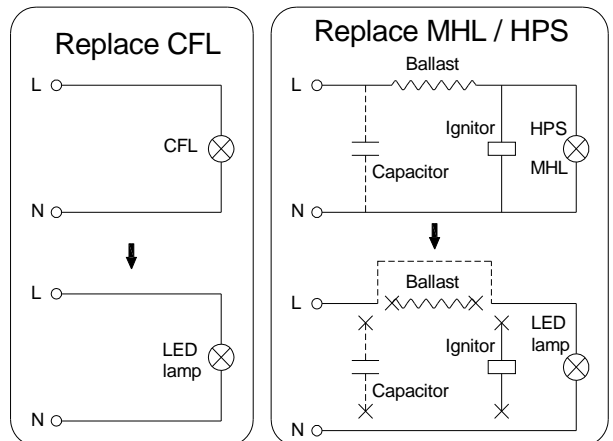 Replace CFL
L
CFL
N
L
LED
lamp
N
Replace MHL / HPS
Ballast
L
Ignitor
HPS
MHL
Capacitor
N
Ballast
L
LED
lamp
Ignitor
Capacitor
N